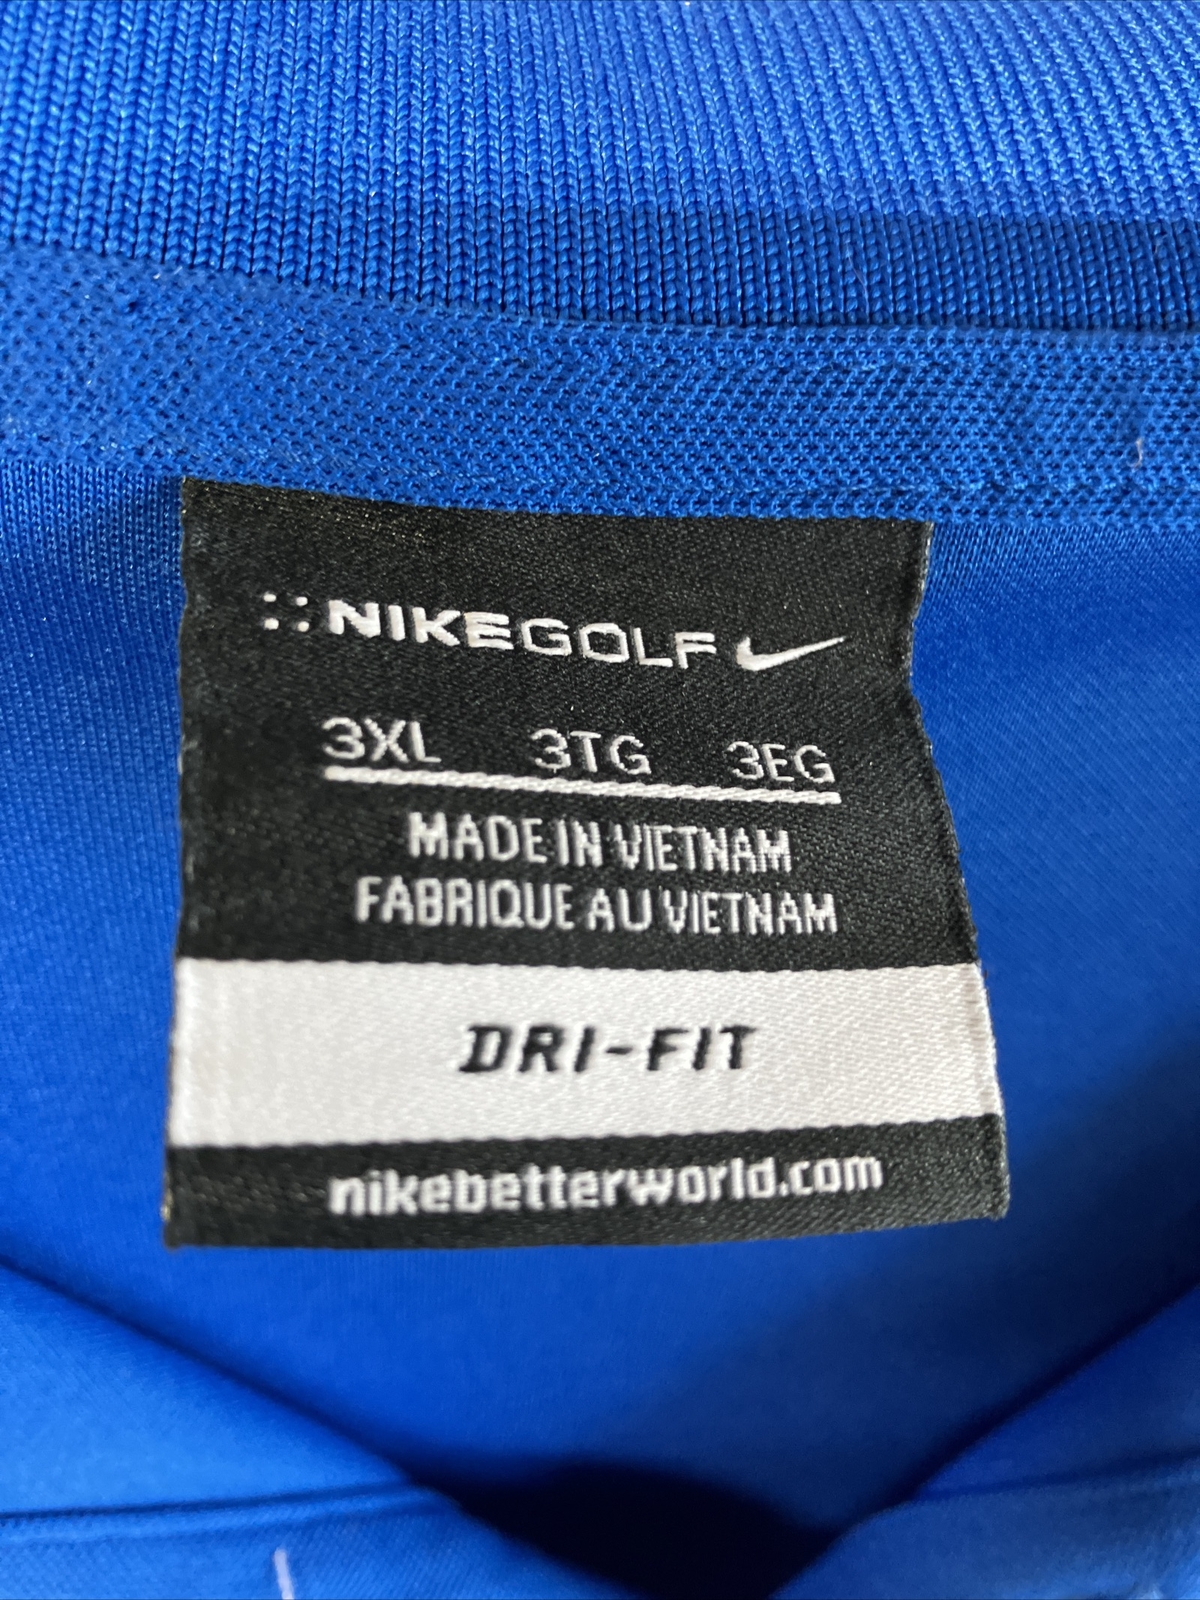 NIKEGOLF
3XL 3TG 3EG
MADE IN VIETNAM
FABRIQUE AU VIETNAM
DRI-FIT
nikebetterworld.com